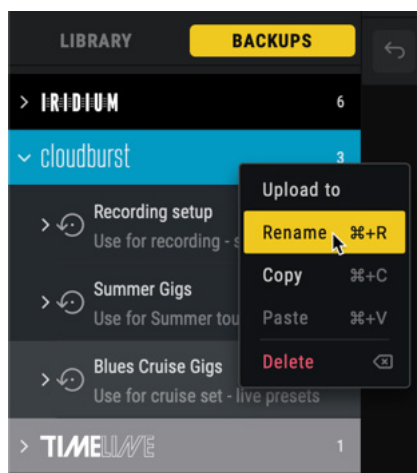 LIBRARY BACKUPS
IRIDIUM 6
cloudburst 3
Upload to
Recording setup
Rename ⌘+R
Use for recording - s
Copy ⌘+C
Summer Gigs
Use for Summer tou
Paste ⌘+V
Blues Cruise Gigs
Delete
Use for cruise set - live presets
TIMELINE 1